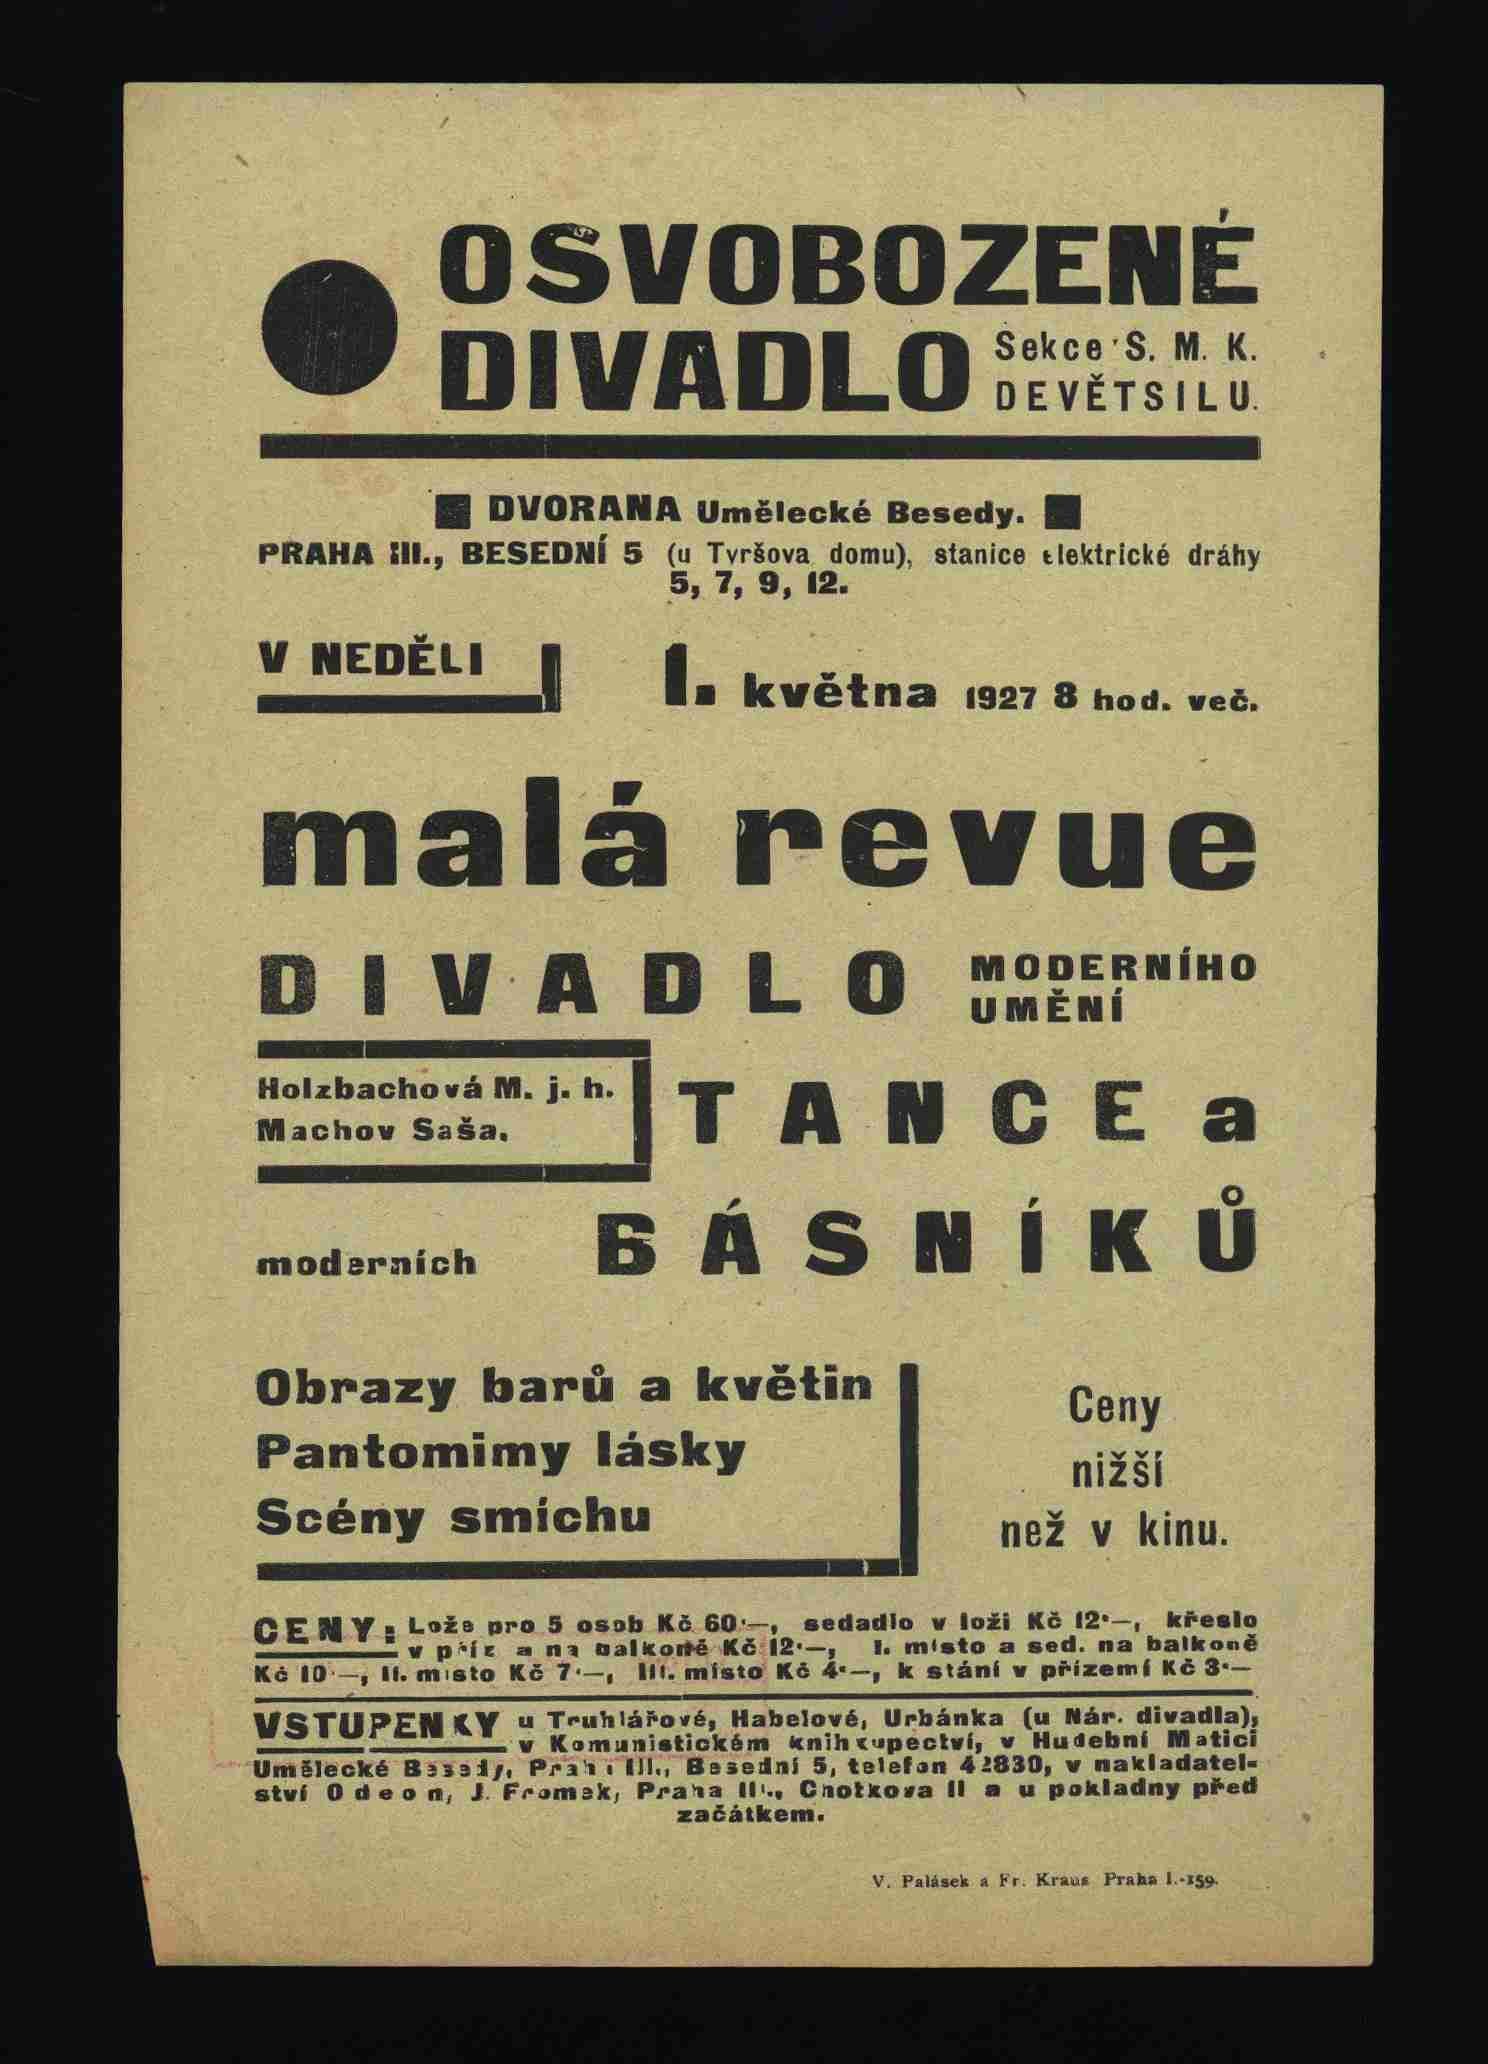 OSVOBOZENÉ
DIVADLO Sekce S. M. K.
DEVĚTSILU.
DVORANA Umělecké Besedy.
PRAHA III., BESEDNÍ 5 (u Tyršova domu), stanice elektrické dráhy
5, 7, 9, 12.
V NEDĚLI 1. května 1927 8 hod. več.
malá revue
DIVADLO MODERNÍHO
UMĚNÍ
Holzbachová M. j. h.
Machov Saša.
TANCE a
moderních BÁSNÍKŮ
Obrazy barů a květin
Pantomimy lásky
Scény smíchu
Ceny
nižší
než v kinu.
CENY: Lože pro 5 osob Kč 60·—, sedadlo v loži Kč 12·—, křeslo
v příz a na balkoně Kč 12·—, I. místo a sed. na balkoně
Kč 10·—, II. místo Kč 7·—, III. místo Kč 4·—, k stání v přízemí Kč 3·—
VSTUPENKY u Truhlářové, Habelové, Urbánka (u Nár. divadla),
v Komunistickém knihkupectví, v Hudební Matici
Umělecké Besedy, Praha III., Besední 5, telefon 42830, v nakladatel-
ství Odeon, J. Fromek, Praha III., Chotkova II a u pokladny před
začátkem.
V. Palásek a Fr. Kraus Praha I.-159.